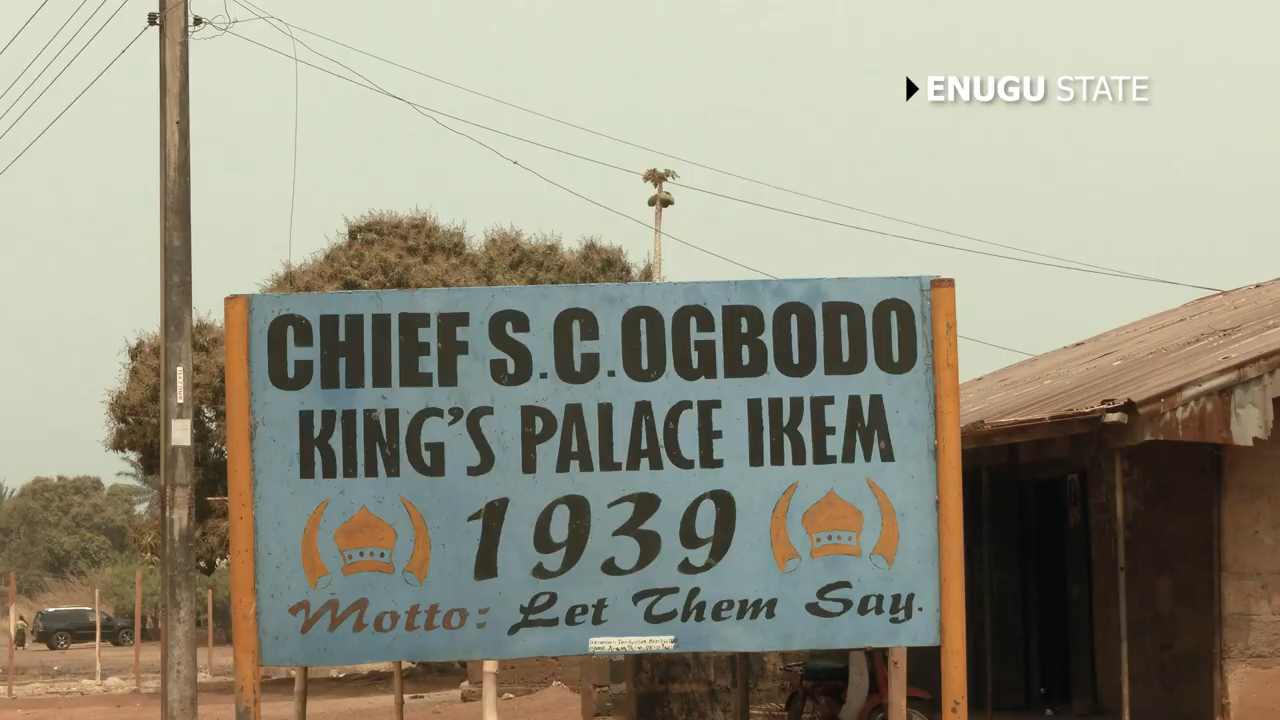 ENUGU STATE
CHIEF S.C.OGBODO
KING'S PALACE IKEM
1939
Motto: Let Them Say.